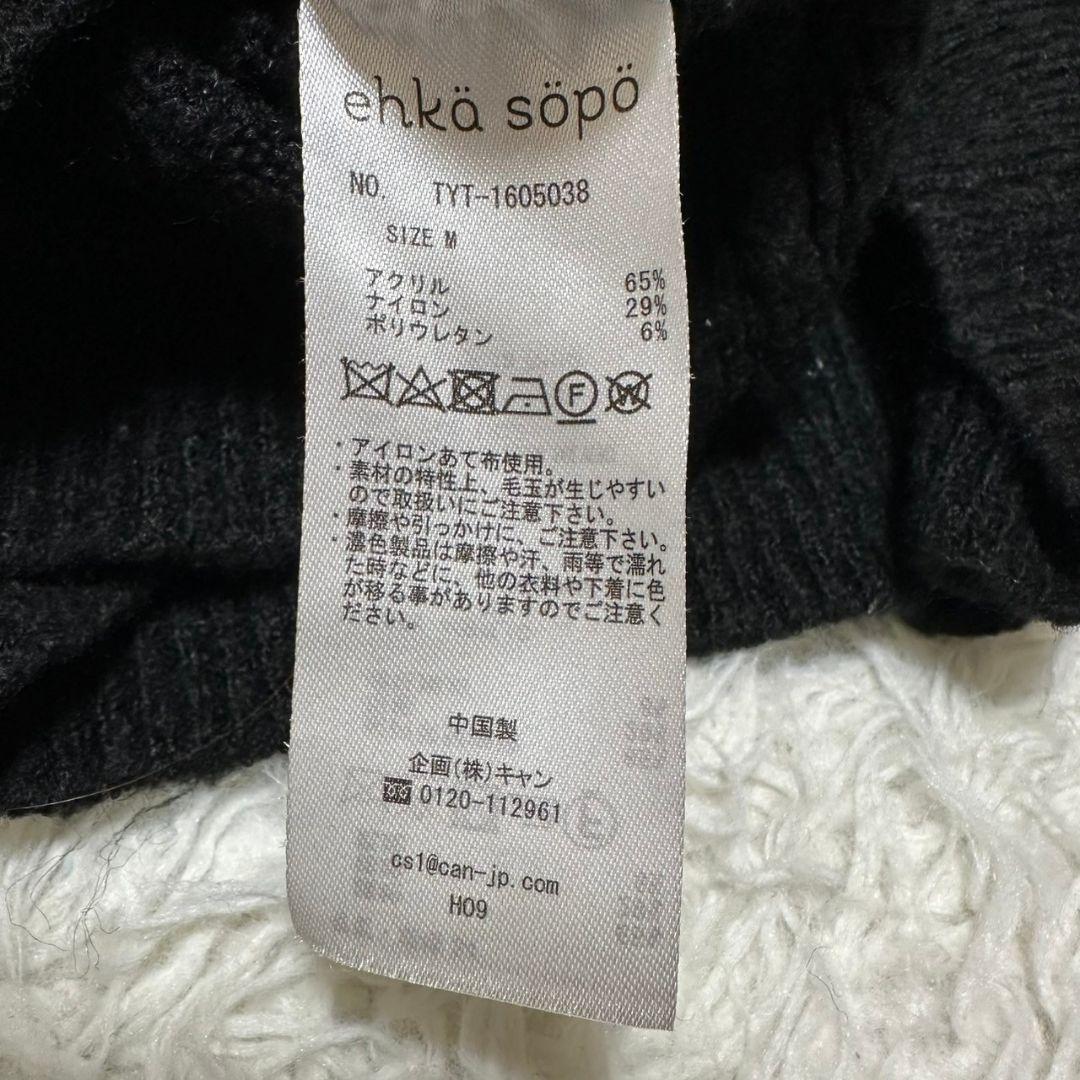 ehkä söpö
NO. TYT-1605038
SIZE M
アクリル 65%
ナイロン 29%
ポリウレタン 6%
F W
・アイロンあて布使用。
・素材の特性上、毛玉が生じやすい
ので取扱いにご注意下さい。
・摩擦や引っかけに、ご注意下さい。
・濃色製品は摩擦や汗、雨等で濡れ
た時などに、他の衣料や下着に色
が移る事がありますのでご注意く
ださい。
中国製
企画(株)キャン
0120-112961
cs1@can-jp.com
H09